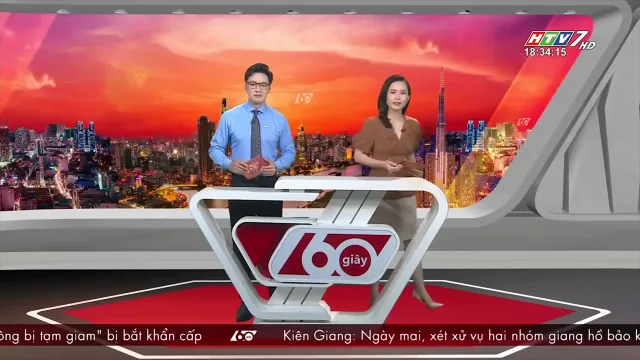 HTV7 HD
18:34:15
60
giây
ông bị tạm giam" bị bắt khẩn cấp 60 Kiên Giang: Ngày mai, xét xử vụ hai nhóm giang hồ bảo k